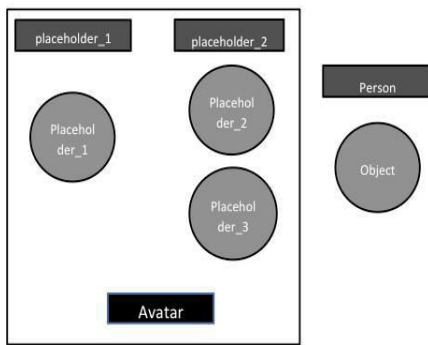 placeholder_1
placeholder_2
Placehol
der_1
Placehol
der_2
Placehol
der_3
Avatar
Person
Object